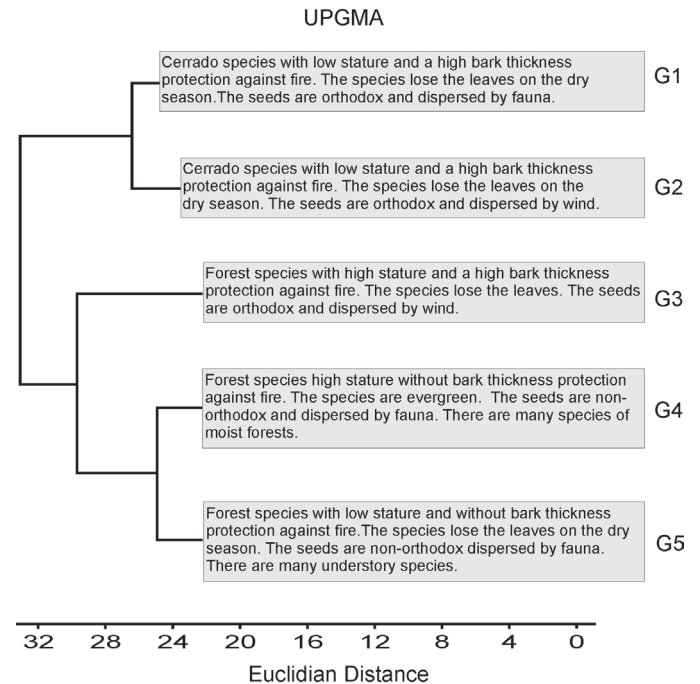 UPGMA
Cerrado species with low stature and a high bark thickness
protection against fire. The species lose the leaves on the dry
season.The seeds are orthodox and dispersed by fauna.
G1
Cerrado species with low stature and a high bark thickness
protection against fire. The species lose the leaves on the
dry season. The seeds are orthodox and dispersed by wind.
G2
Forest species with high stature and a high bark thickness
protection against fire. The species lose the leaves. The seeds
are orthodox and dispersed by wind.
G3
Forest species high stature without bark thickness protection
against fire. The species are evergreen.  The seeds are non-
orthodox and dispersed by fauna. There are many species of
moist forests.
G4
Forest species with low stature and without bark thickness
protection against fire.The species lose the leaves on the dry
season. The seeds are non-orthodox dispersed by fauna.
There are many understory species.
G5
32 28 24 20 16 12 8 4 0
Euclidian Distance